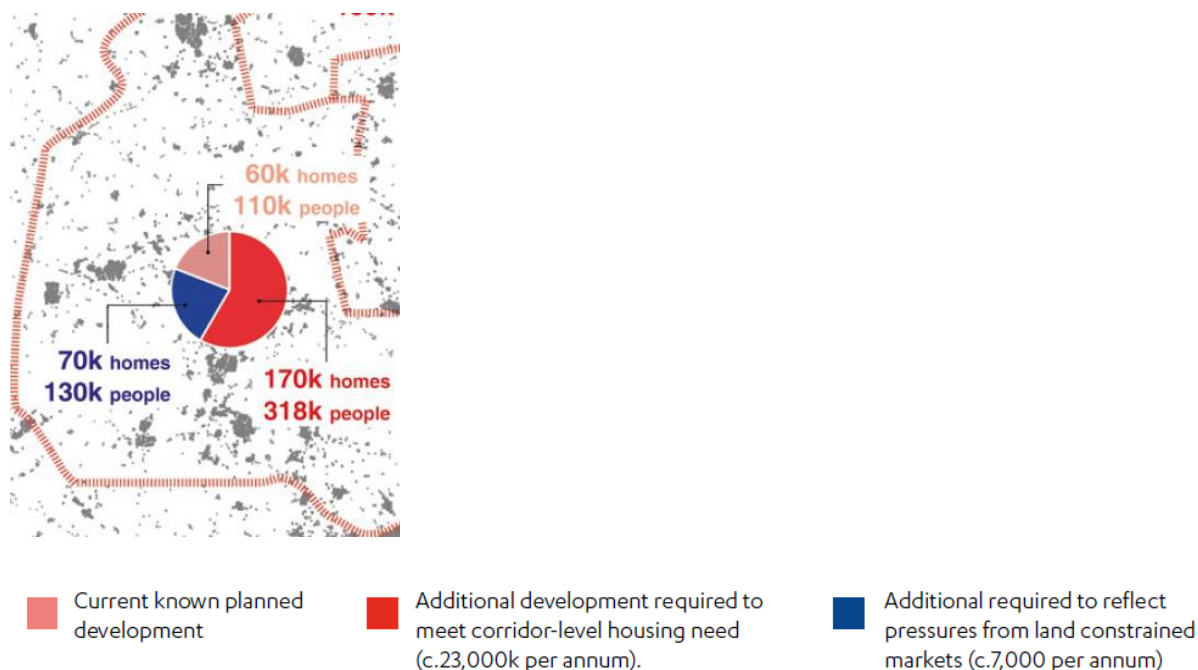 60k homes
110k people
70k homes
130k people
170k homes
318k people
Current known planned
development
Additional development required to
meet corridor-level housing need
(c.23,000k per annum).
Additional required to reflect
pressures from land constrained
markets (c.7,000 per annum)